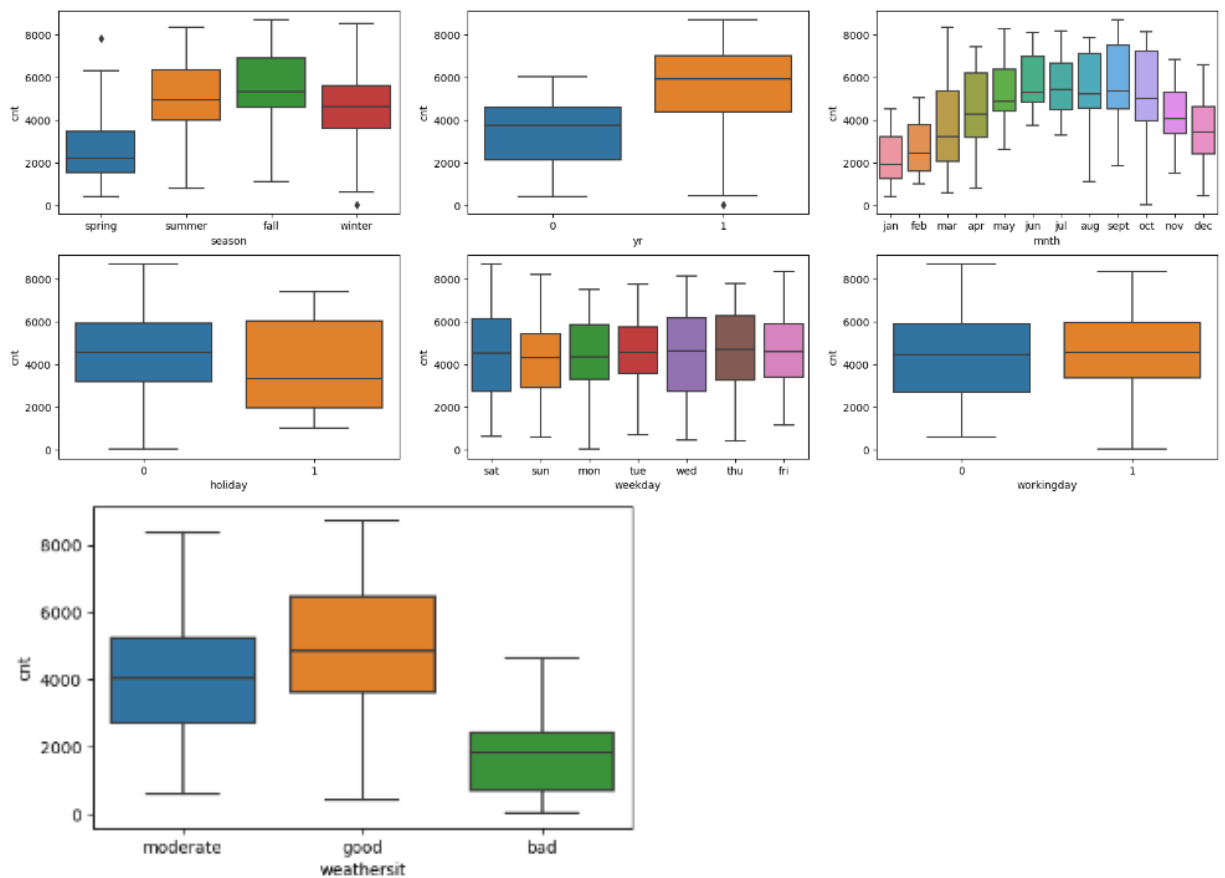 8000
6000
4000
2000
0
cnt
spring summer fall winter
season
8000
6000
4000
2000
0
cnt
0 1
yr
8000
6000
4000
2000
0
cnt
jan feb mar apr may jun jul aug sept oct nov dec
mnth
8000
6000
4000
2000
0
cnt
0 1
holiday
8000
6000
4000
2000
0
cnt
sat sun mon tue wed thu fri
weekday
8000
6000
4000
2000
0
cnt
0 1
workingday
8000
6000
4000
2000
0
cnt
moderate good bad
weathersit